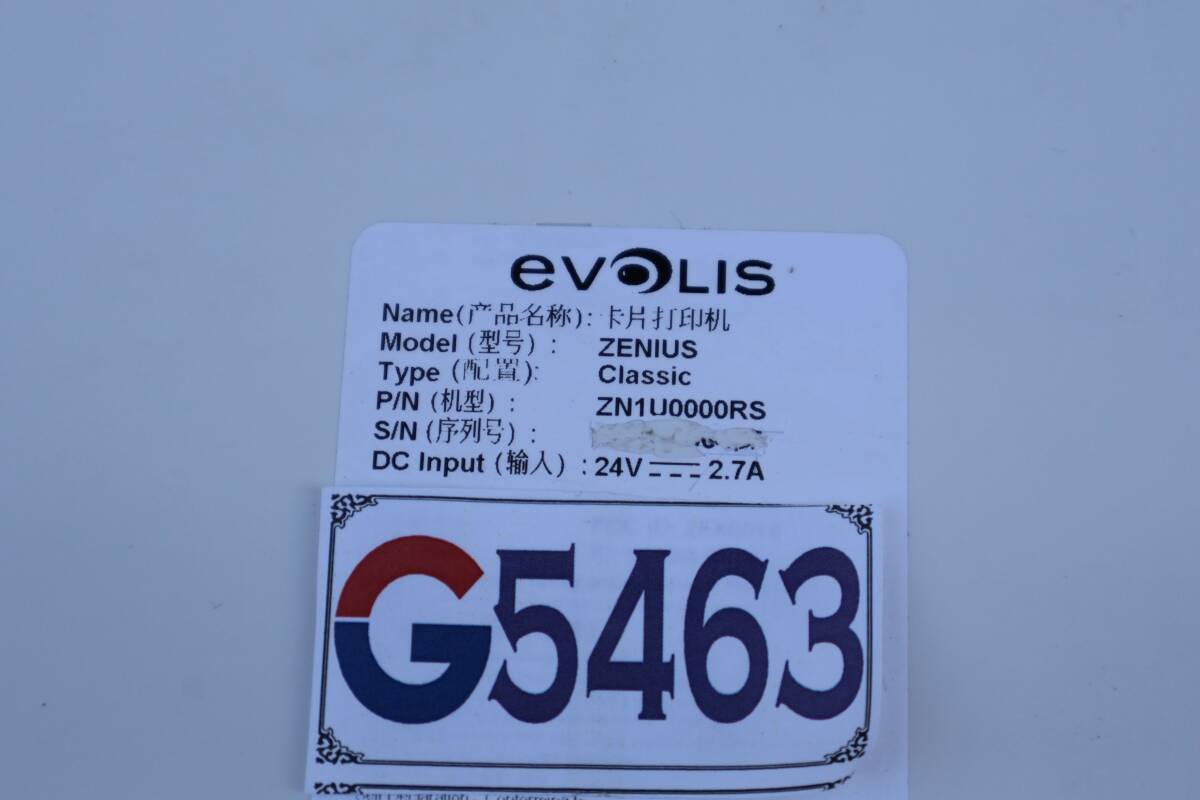 evolis
Name(产品名称): 卡片打印机
Model (型号) : ZENIUS
Type (配置): Classic
P/N (机型) : ZN1U0000RS
S/N (序列号) :
DC Input (输入) : 24V 2.7A
G5463